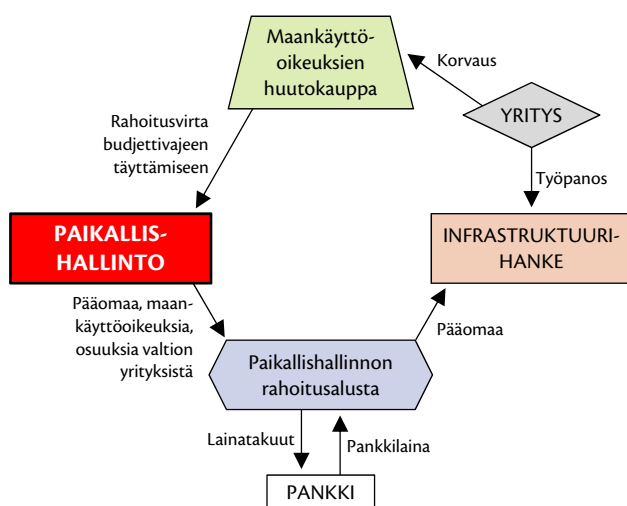 Maankäyttö-
oikeuksien
huutokauppa
Korvaus
YRITYS
Rahoitusvirta
budjettivajeen
täyttämiseen
Työpanos
PAIKALLIS-
HALLINTO
INFRASTRUKTUURI-
HANKE
Pääomaa, maan-
käyttöoikeuksia,
osuuksia valtion
yrityksistä
Pääomaa
Paikallishallinnon
rahoitusalusta
Lainatakuut
Pankkilaina
PANKKI